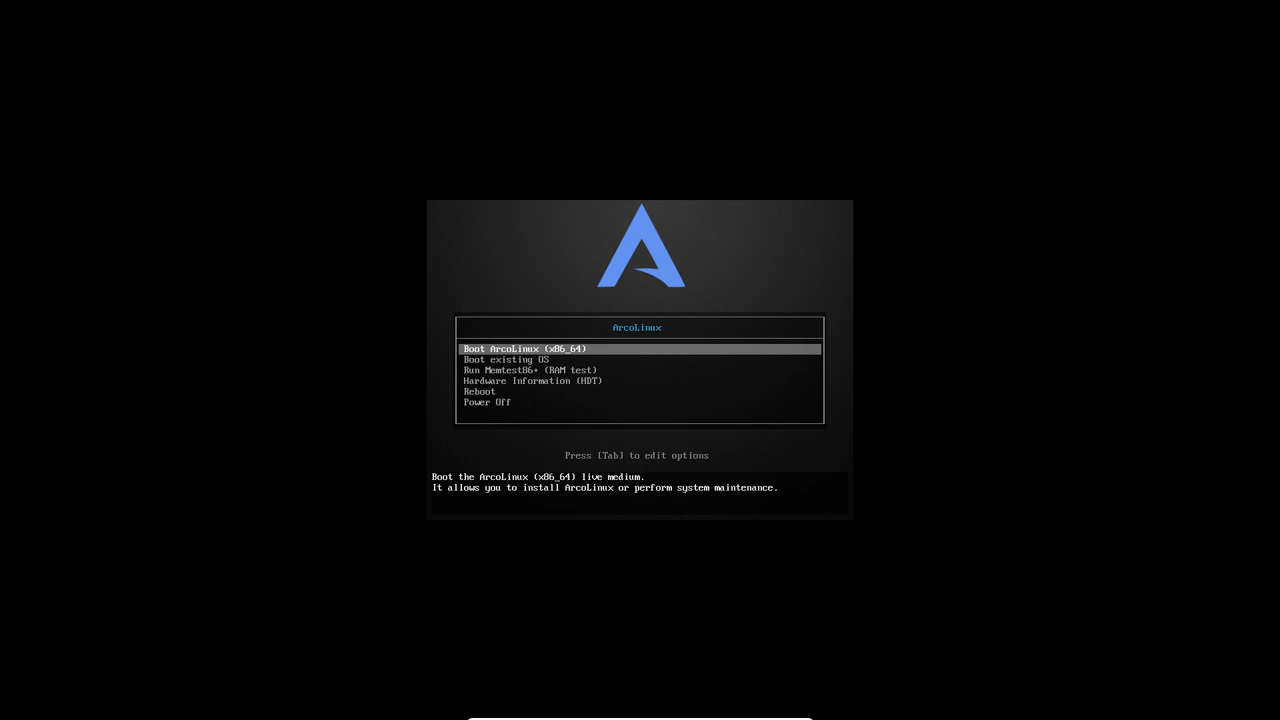 ArcoLinux
Boot ArcoLinux (x86_64)
Boot existing OS
Run Memtest86+ (RAM test)
Hardware Information (HDT)
Reboot
Power Off
Press [Tab] to edit options
Boot the ArcoLinux (x86_64) live medium.
It allows you to install ArcoLinux or perform system maintenance.